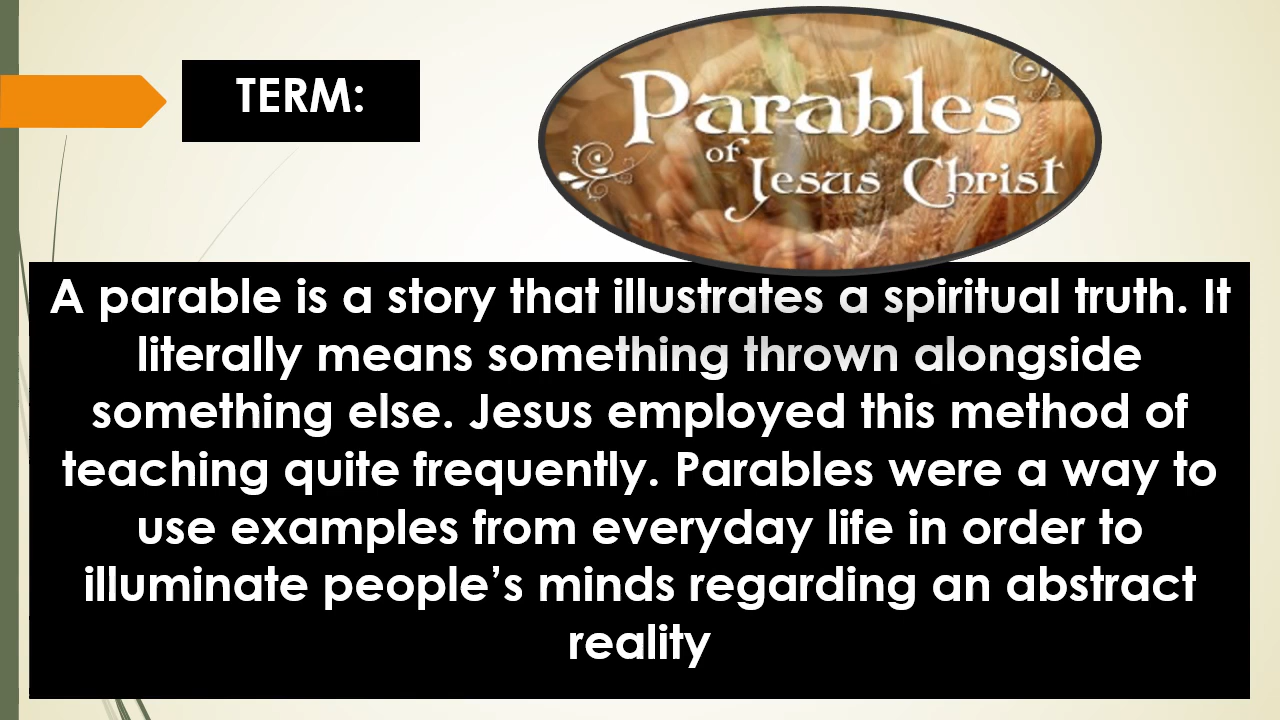 TERM:
Parables
of Jesus Christ
A parable is a story that illustrates a spiritual truth. It
literally means something thrown alongside
something else. Jesus employed this method of
teaching quite frequently. Parables were a way to
use examples from everyday life in order to
illuminate people’s minds regarding an abstract
reality